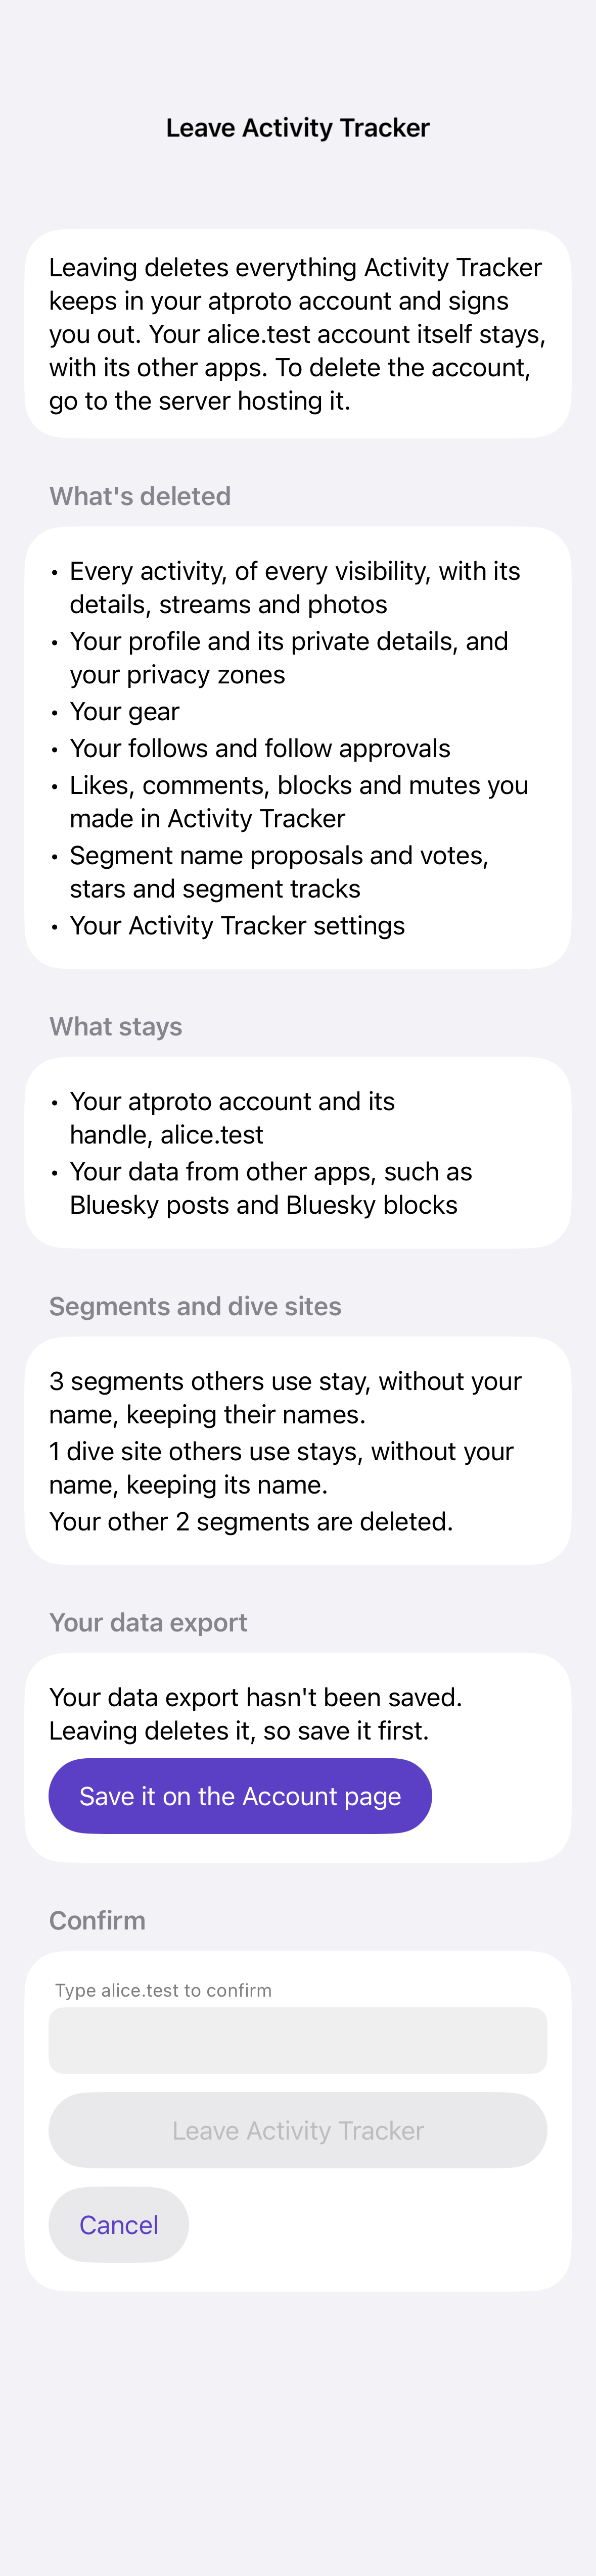 Leave Activity Tracker
Leaving deletes everything Activity Tracker
keeps in your atproto account and signs
you out. Your alice.test account itself stays,
with its other apps. To delete the account,
go to the server hosting it.
What's deleted
• Every activity, of every visibility, with its
details, streams and photos
• Your profile and its private details, and
your privacy zones
• Your gear
• Your follows and follow approvals
• Likes, comments, blocks and mutes you
made in Activity Tracker
• Segment name proposals and votes,
stars and segment tracks
• Your Activity Tracker settings
What stays
• Your atproto account and its
handle, alice.test
• Your data from other apps, such as
Bluesky posts and Bluesky blocks
Segments and dive sites
3 segments others use stay, without your
name, keeping their names.
1 dive site others use stays, without your
name, keeping its name.
Your other 2 segments are deleted.
Your data export
Your data export hasn't been saved.
Leaving deletes it, so save it first.
Save it on the Account page
Confirm
Type alice.test to confirm
Leave Activity Tracker
Cancel